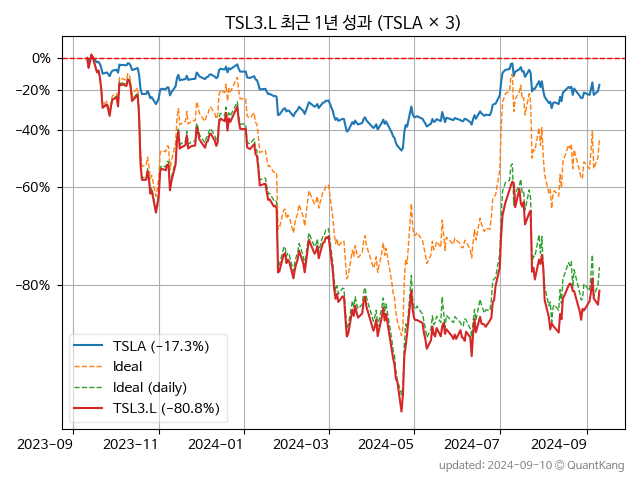 TSL3.L 최근 1년 성과 (TSLA × 3)
0%
−20%
−40%
−60%
−80%
TSLA (−17.3%)
Ideal
Ideal (daily)
TSL3.L (−80.8%)
2023-09 2023-11 2024-01 2024-03 2024-05 2024-07 2024-09
updated: 2024-09-10 © QuantKang